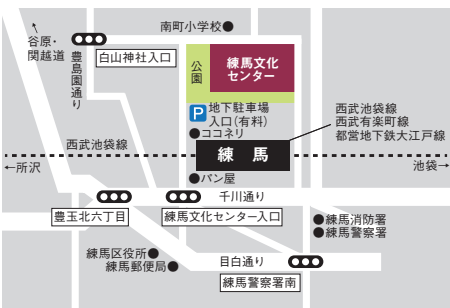 南町小学校●
↑
谷原・
関越道
豊島園通り
白山神社入口
公園
練馬文化
センター
P 地下駐車場
入口(有料)
●ココネリ
西武池袋線
西武有楽町線
都営地下鉄大江戸線
西武池袋線
練馬
←所沢
池袋→
●パン屋
千川通り
豊玉北六丁目
練馬文化センター入口
●練馬消防署
●練馬警察署
練馬区役所●
練馬郵便局●
目白通り
練馬警察署南